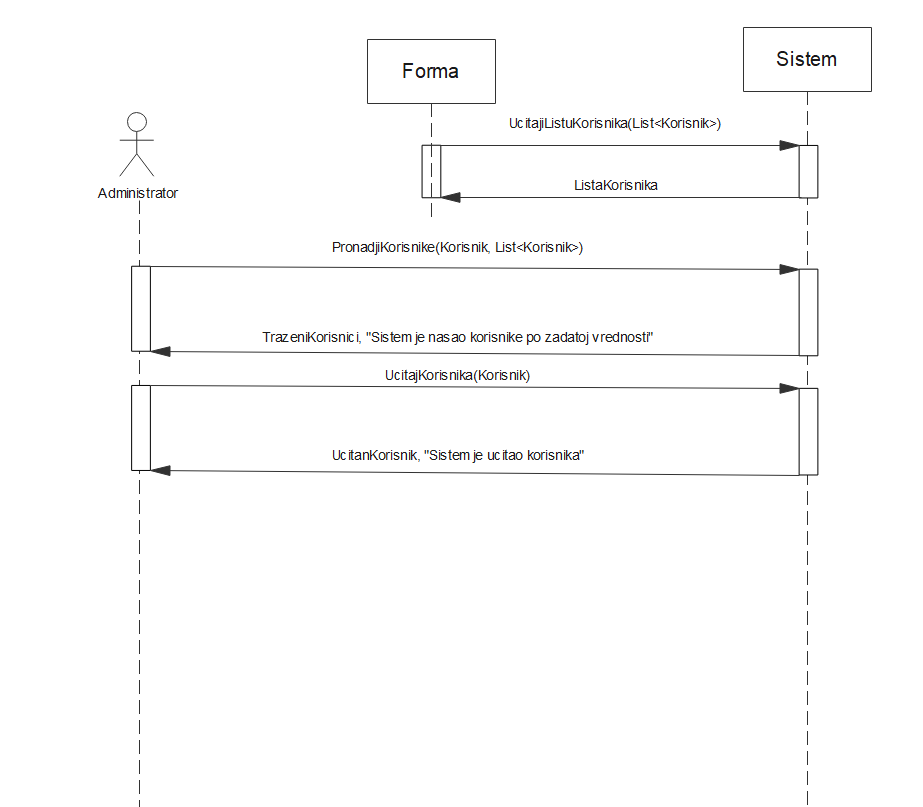 Forma
Sistem
Administrator
UcitajiListuKorisnika(List<Korisnik>)
ListaKorisnika
PronadjiKorisnike(Korisnik, List<Korisnik>)
TrazeniKorisnici, "Sistem je nasao korisnike po zadatoj vrednosti"
UcitajKorisnika(Korisnik)
UcitanKorisnik, "Sistem je ucitao korisnika"